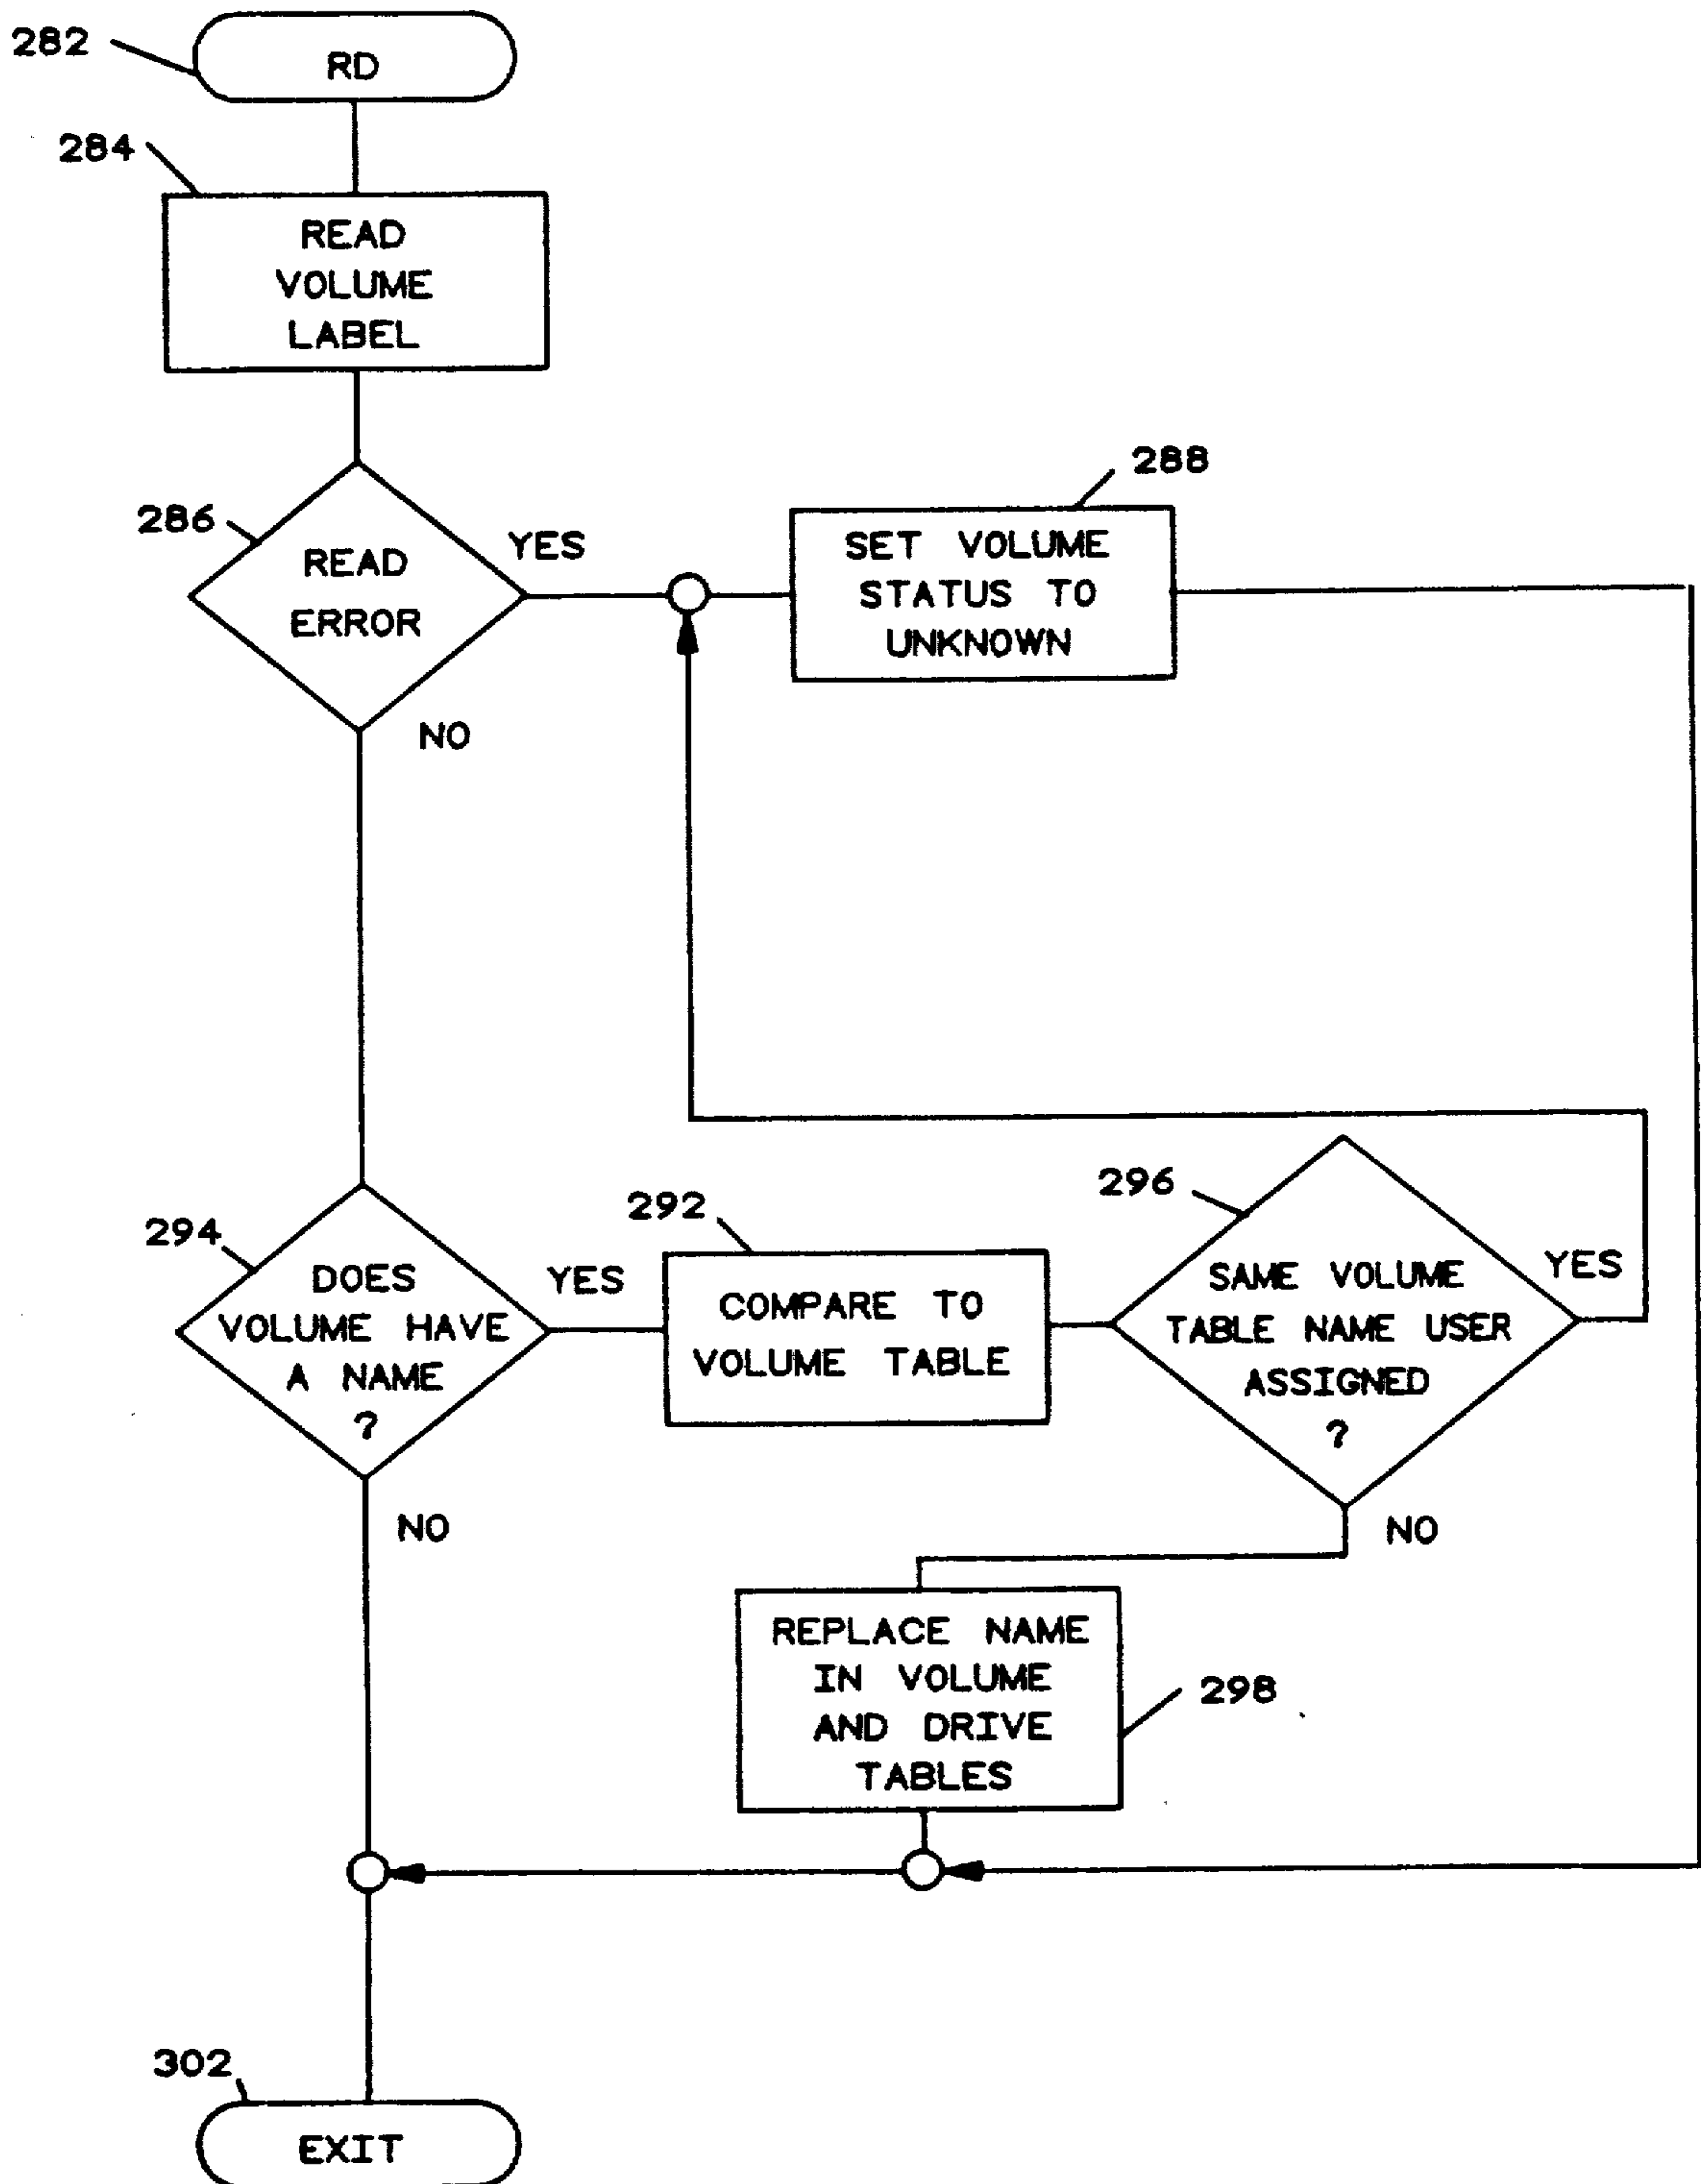 282
RD
284
READ
VOLUME
LABEL
286
READ
ERROR
YES
NO
288
SET VOLUME
STATUS TO
UNKNOWN
294
DOES
VOLUME HAVE
A NAME
?
YES
NO
292
COMPARE TO
VOLUME TABLE
296
SAME VOLUME
TABLE NAME USER
ASSIGNED
?
YES
NO
REPLACE NAME
IN VOLUME
AND DRIVE
TABLES
298
302
EXIT